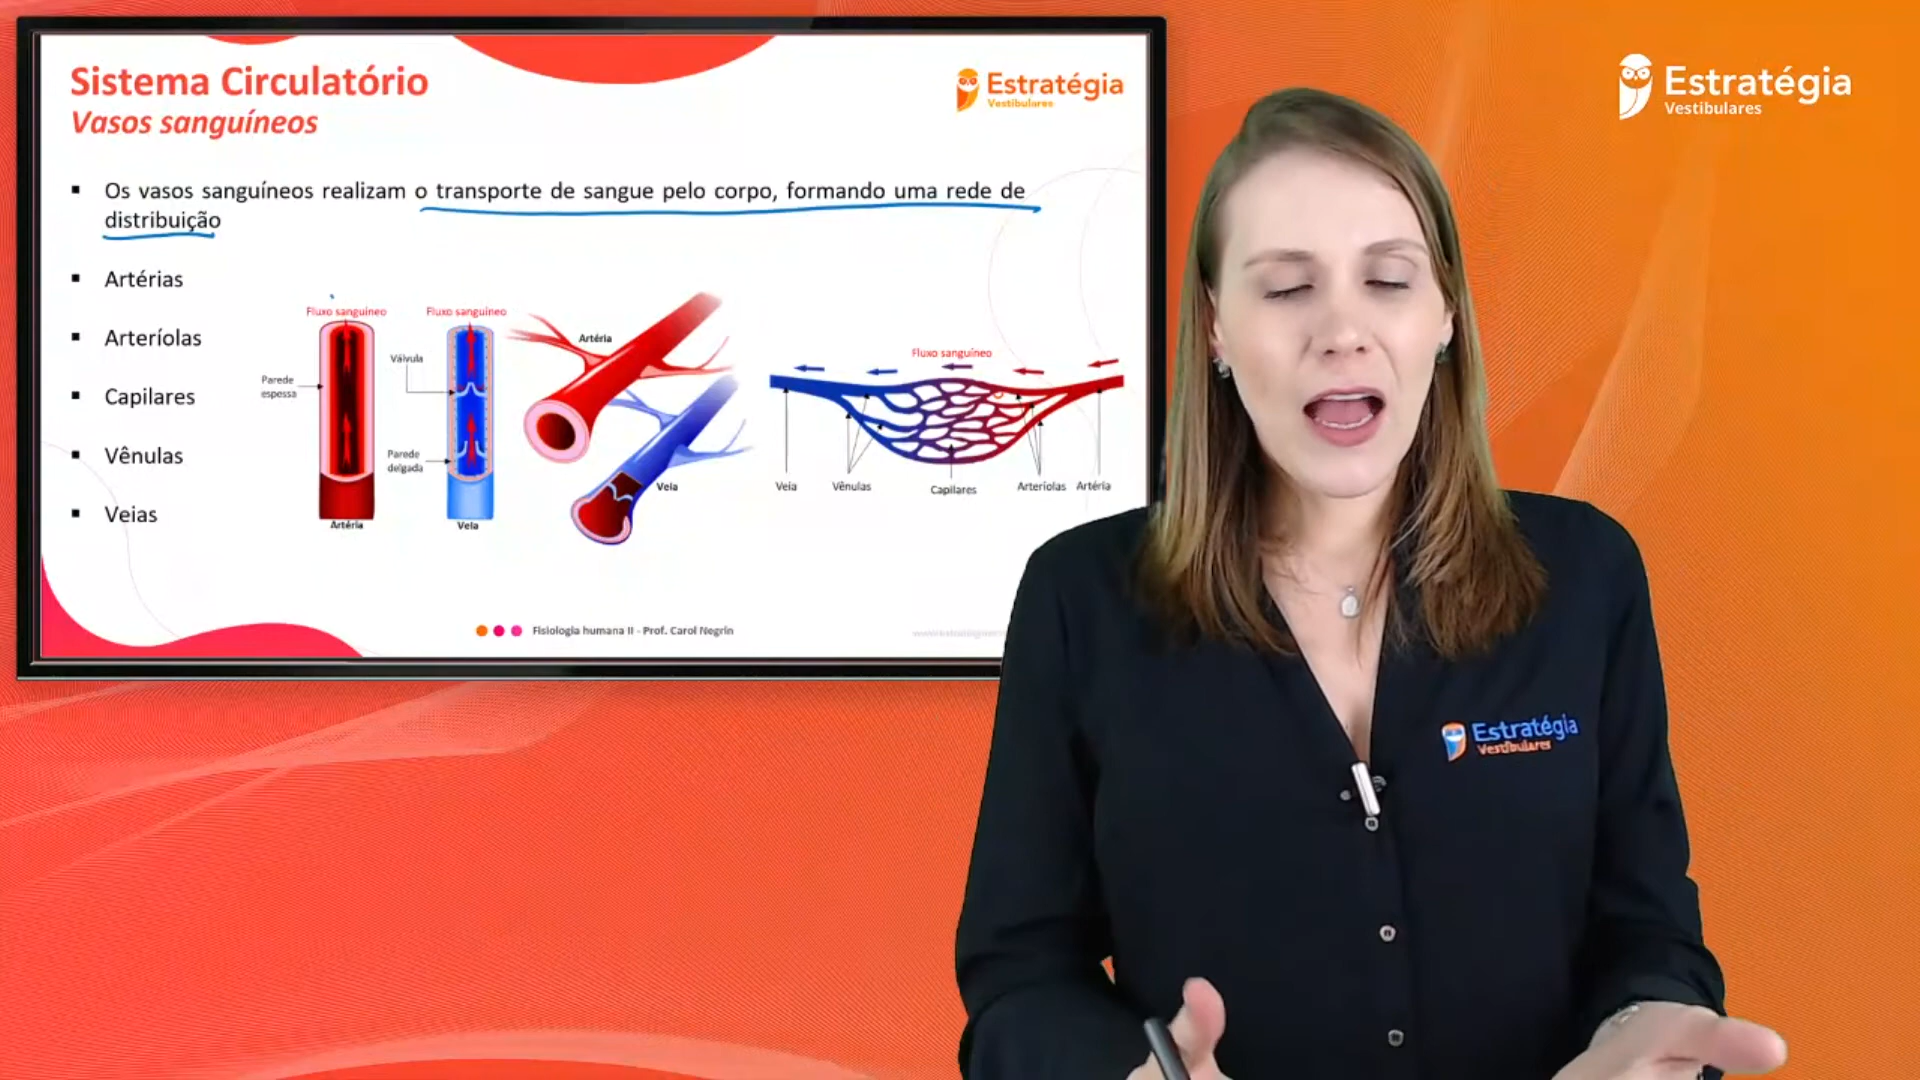 Sistema Circulatório
Vasos sanguíneos
Estratégia
Vestibulares
▪ Os vasos sanguíneos realizam o transporte de sangue pelo corpo, formando uma rede de
distribuição
▪ Artérias
▪ Arteríolas
▪ Capilares
▪ Vênulas
▪ Veias
Fluxo sanguíneo
Parede
espessa
Artéria
Fluxo sanguíneo
Válvula
Parede
delgada
Veia
Artéria
Veia
Fluxo sanguíneo
Veia
Vênulas
Capilares
Arteríolas
Artéria
Fisiologia humana II - Prof. Carol Negrin
Estratégia
Vestibulares
Estratégia
Vestibulares